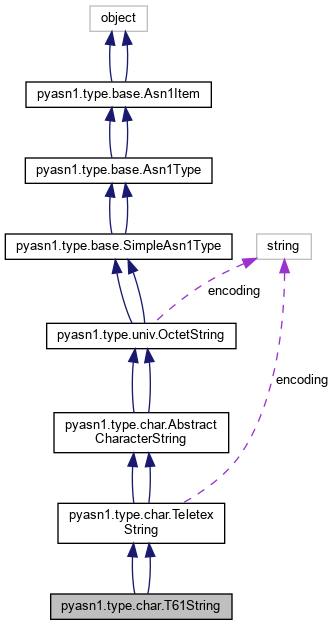 object
pyasn1.type.base.Asn1Item
pyasn1.type.base.Asn1Type
pyasn1.type.base.SimpleAsn1Type
string
encoding
pyasn1.type.univ.OctetString
encoding
pyasn1.type.char.Abstract
CharacterString
pyasn1.type.char.Teletex
String
pyasn1.type.char.T61String